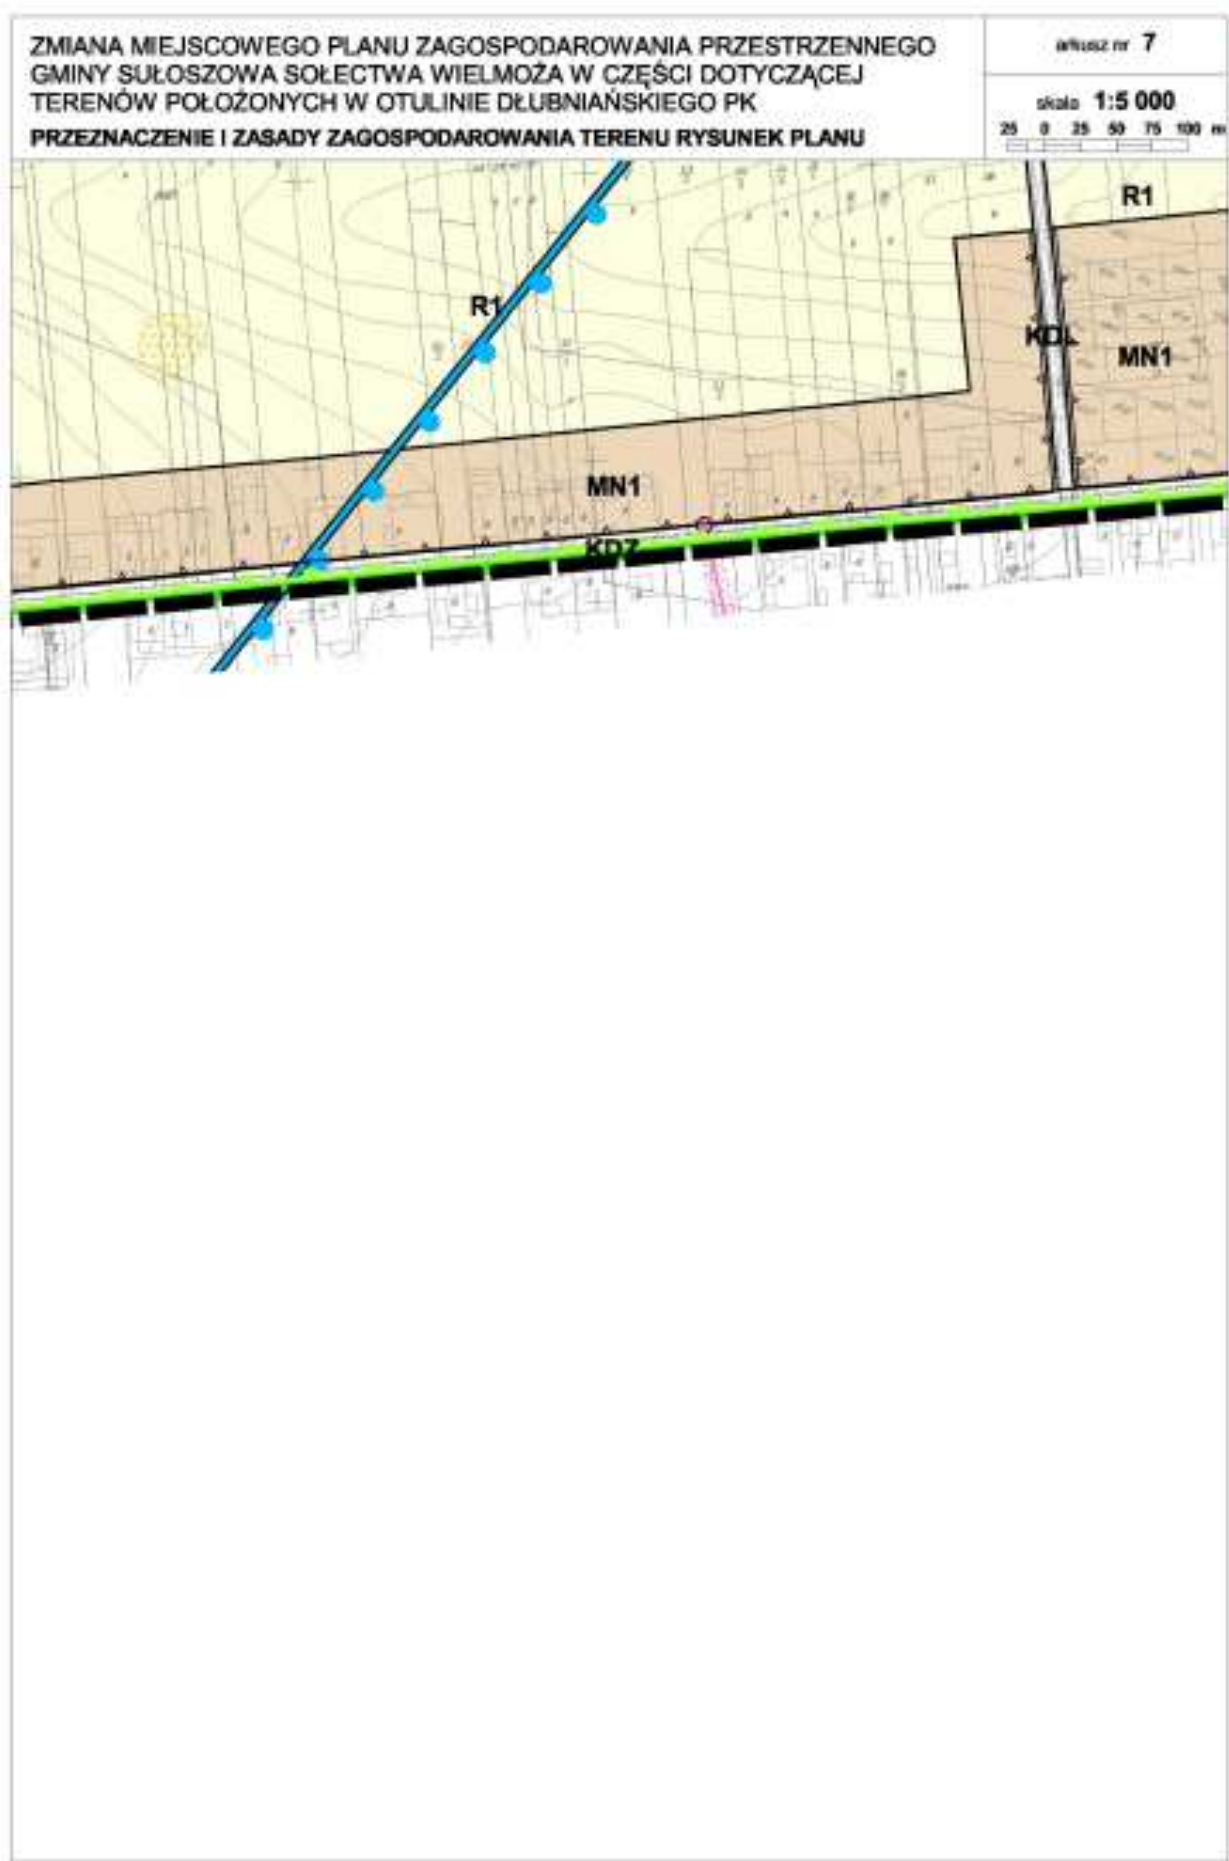 ZMIANA MIEJSCOWEGO PLANU ZAGOSPODAROWANIA PRZESTRZENNEGO
GMINY SUŁOSZOWA SOŁECTWA WIELMOŻA W CZĘŚCI DOTYCZĄCEJ
TERENÓW POŁOŻONYCH W OTULINIE DŁUBNIAŃSKIEGO PK
PRZEZNACZENIE I ZASADY ZAGOSPODAROWANIA TERENU RYSUNEK PLANU
arkusz nr 7
skala 1:5 000
25 0 25 50 75 100 m
R1
R1
KDL
MN1
MN1
KDZ